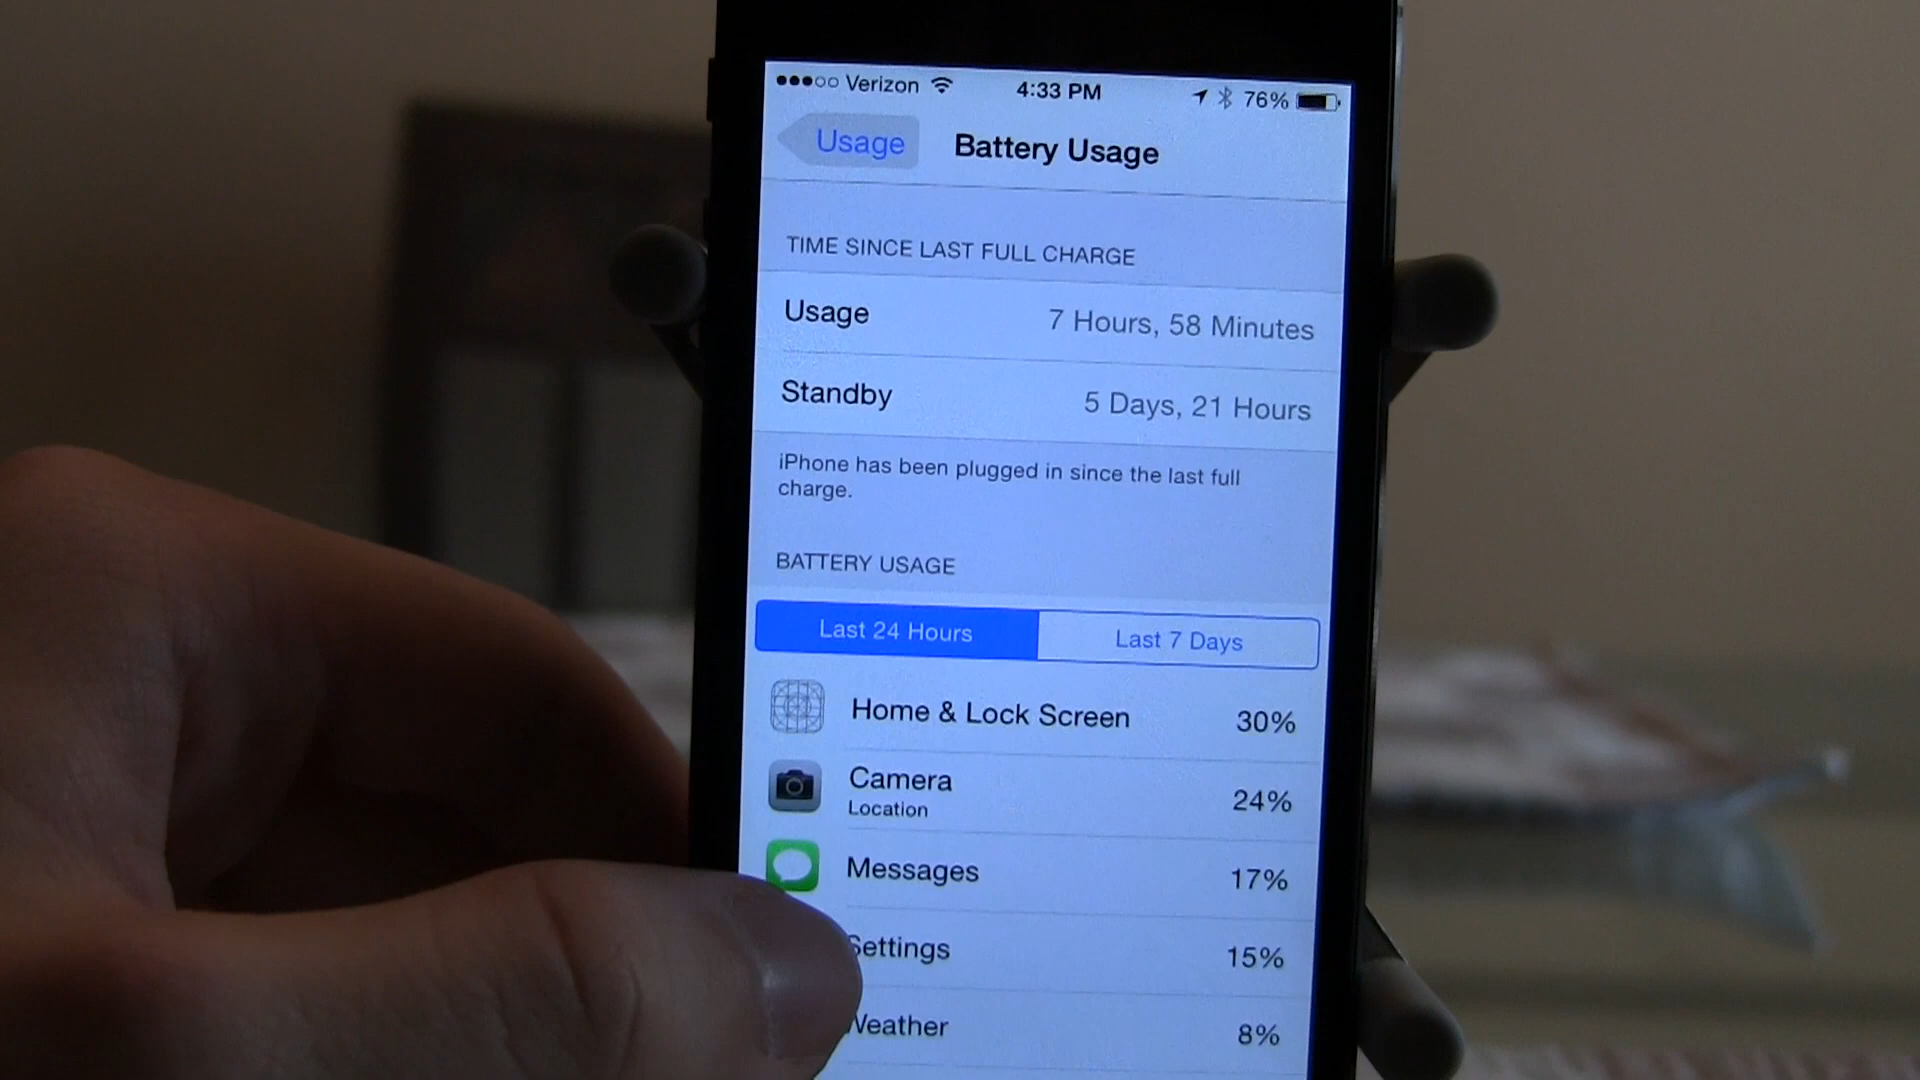 Verizon 4:33 PM 76%
Usage Battery Usage
TIME SINCE LAST FULL CHARGE
Usage 7 Hours, 58 Minutes
Standby 5 Days, 21 Hours
iPhone has been plugged in since the last full
charge.
BATTERY USAGE
Last 24 Hours Last 7 Days
Home & Lock Screen 30%
Camera 24%
Location
Messages 17%
Settings 15%
Weather 8%